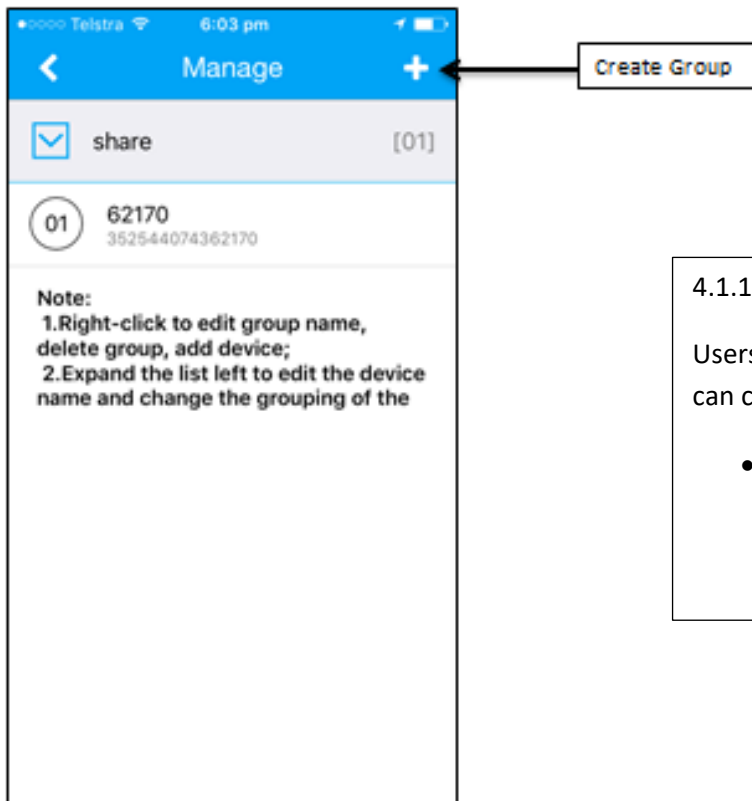 Telstra 6:03 pm
Manage
Create Group
share [01]
01 62170
352544074362170
Note:
1.Right-click to edit group name,
delete group, add device;
2.Expand the list left to edit the device
name and change the grouping of the
4.1.1
Users
can c
•